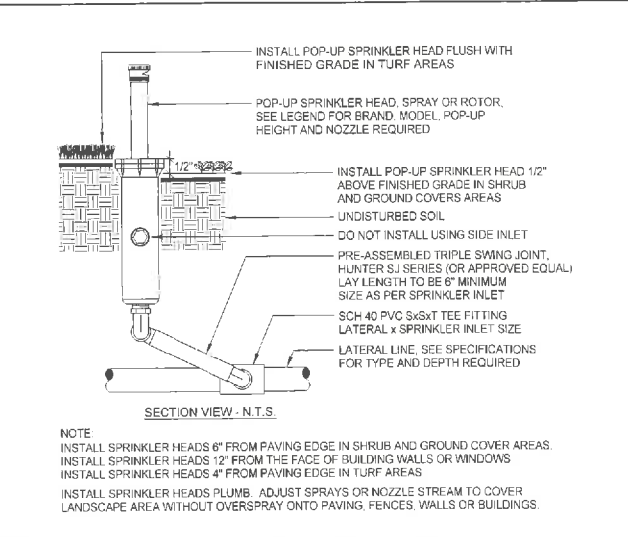 INSTALL POP-UP SPRINKLER HEAD FLUSH WITH
FINISHED GRADE IN TURF AREAS
POP-UP SPRINKLER HEAD, SPRAY OR ROTOR,
SEE LEGEND FOR BRAND, MODEL, POP-UP
HEIGHT AND NOZZLE REQUIRED
1/2"
INSTALL POP-UP SPRINKLER HEAD 1/2"
ABOVE FINISHED GRADE IN SHRUB
AND GROUND COVERS AREAS
UNDISTURBED SOIL
DO NOT INSTALL USING SIDE INLET
PRE-ASSEMBLED TRIPLE SWING JOINT,
HUNTER SJ SERIES (OR APPROVED EQUAL)
LAY LENGTH TO BE 6" MINIMUM
SIZE AS PER SPRINKLER INLET
SCH 40 PVC SxSxT TEE FITTING
LATERAL x SPRINKLER INLET SIZE
LATERAL LINE, SEE SPECIFICATIONS
FOR TYPE AND DEPTH REQUIRED
SECTION VIEW - N.T.S.
NOTE:
INSTALL SPRINKLER HEADS 6" FROM PAVING EDGE IN SHRUB AND GROUND COVER AREAS.
INSTALL SPRINKLER HEADS 12" FROM THE FACE OF BUILDING WALLS OR WINDOWS
INSTALL SPRINKLER HEADS 4" FROM PAVING EDGE IN TURF AREAS
INSTALL SPRINKLER HEADS PLUMB. ADJUST SPRAYS OR NOZZLE STREAM TO COVER
LANDSCAPE AREA WITHOUT OVERSPRAY ONTO PAVING, FENCES, WALLS OR BUILDINGS.